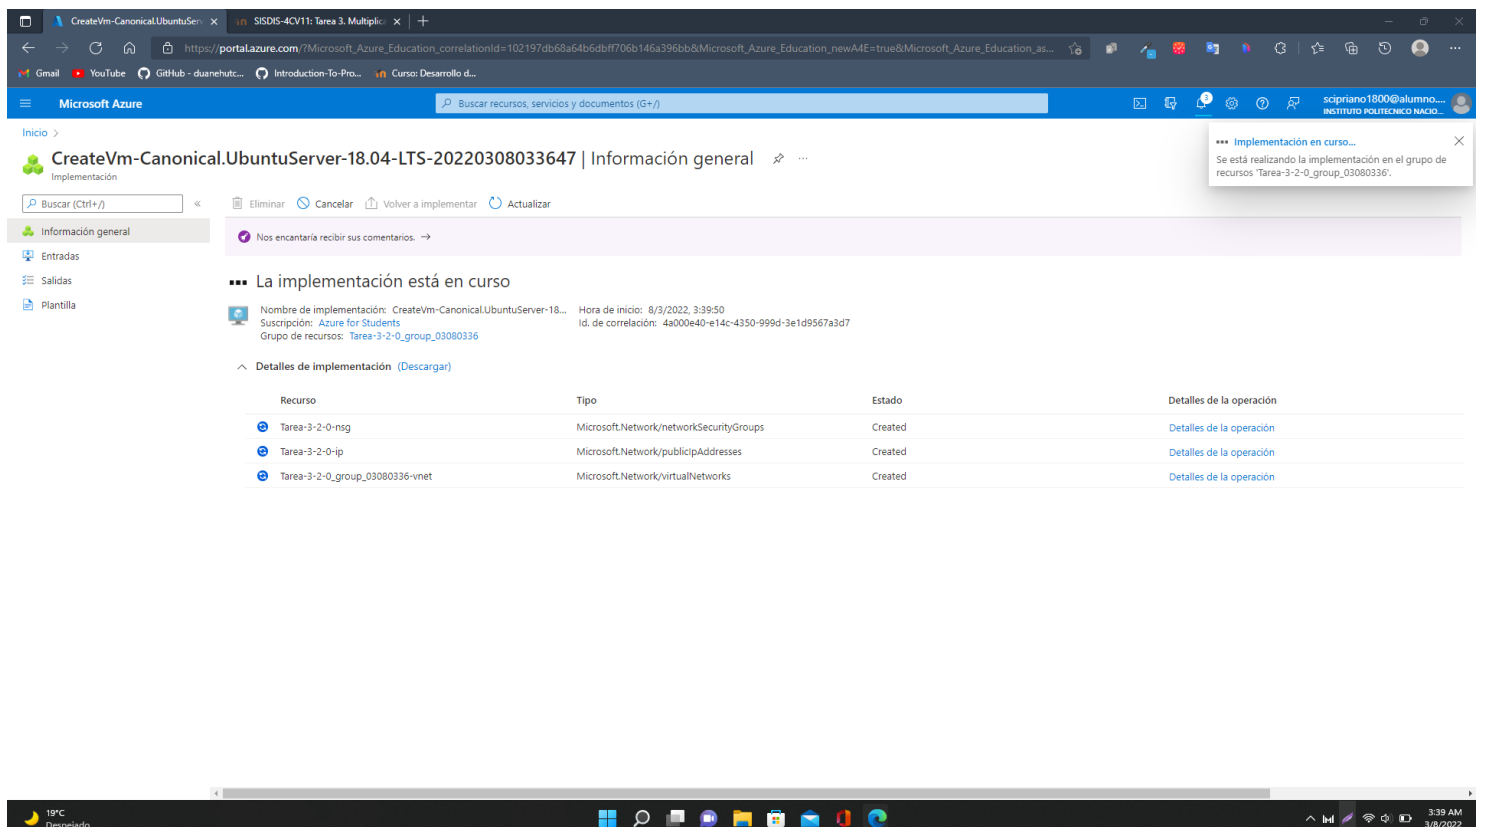 CreateVm-Canonical.UbuntuServ
SISDIS-4CV11: Tarea 3. Multiplica
https://portal.azure.com/?Microsoft_Azure_Education_correlationId=102197db68a64b6dbff706b146a396bb&Microsoft_Azure_Education_newA4E=true&Microsoft_Azure_Education_as...
Gmail YouTube GitHub - duanehutc... Introduction-To-Pro... Curso: Desarrollo d...
Microsoft Azure
Buscar recursos, servicios y documentos (G+/)
3
scipriano1800@alumno....
INSTITUTO POLITECNICO NACIO...
Inicio >
CreateVm-Canonical.UbuntuServer-18.04-LTS-20220308033647 | Información general ...
Implementación
Implementación en curso...
Se está realizando la implementación en el grupo de
recursos 'Tarea-3-2-0_group_03080336'.
Buscar (Ctrl+/) «
Eliminar Cancelar Volver a implementar Actualizar
Información general
Entradas
Salidas
Plantilla
Nos encantaría recibir sus comentarios. →
La implementación está en curso
Nombre de implementación: CreateVm-Canonical.UbuntuServer-18... Hora de inicio: 8/3/2022, 3:39:50
Suscripción: Azure for Students Id. de correlación: 4a000e40-e14c-4350-999d-3e1d9567a3d7
Grupo de recursos: Tarea-3-2-0_group_03080336
Detalles de implementación (Descargar)
Recurso Tipo Estado Detalles de la operación
Tarea-3-2-0-nsg Microsoft.Network/networkSecurityGroups Created Detalles de la operación
Tarea-3-2-0-ip Microsoft.Network/publicIpAddresses Created Detalles de la operación
Tarea-3-2-0_group_03080336-vnet Microsoft.Network/virtualNetworks Created Detalles de la operación
19°C
Despejado
3:39 AM
3/8/2022